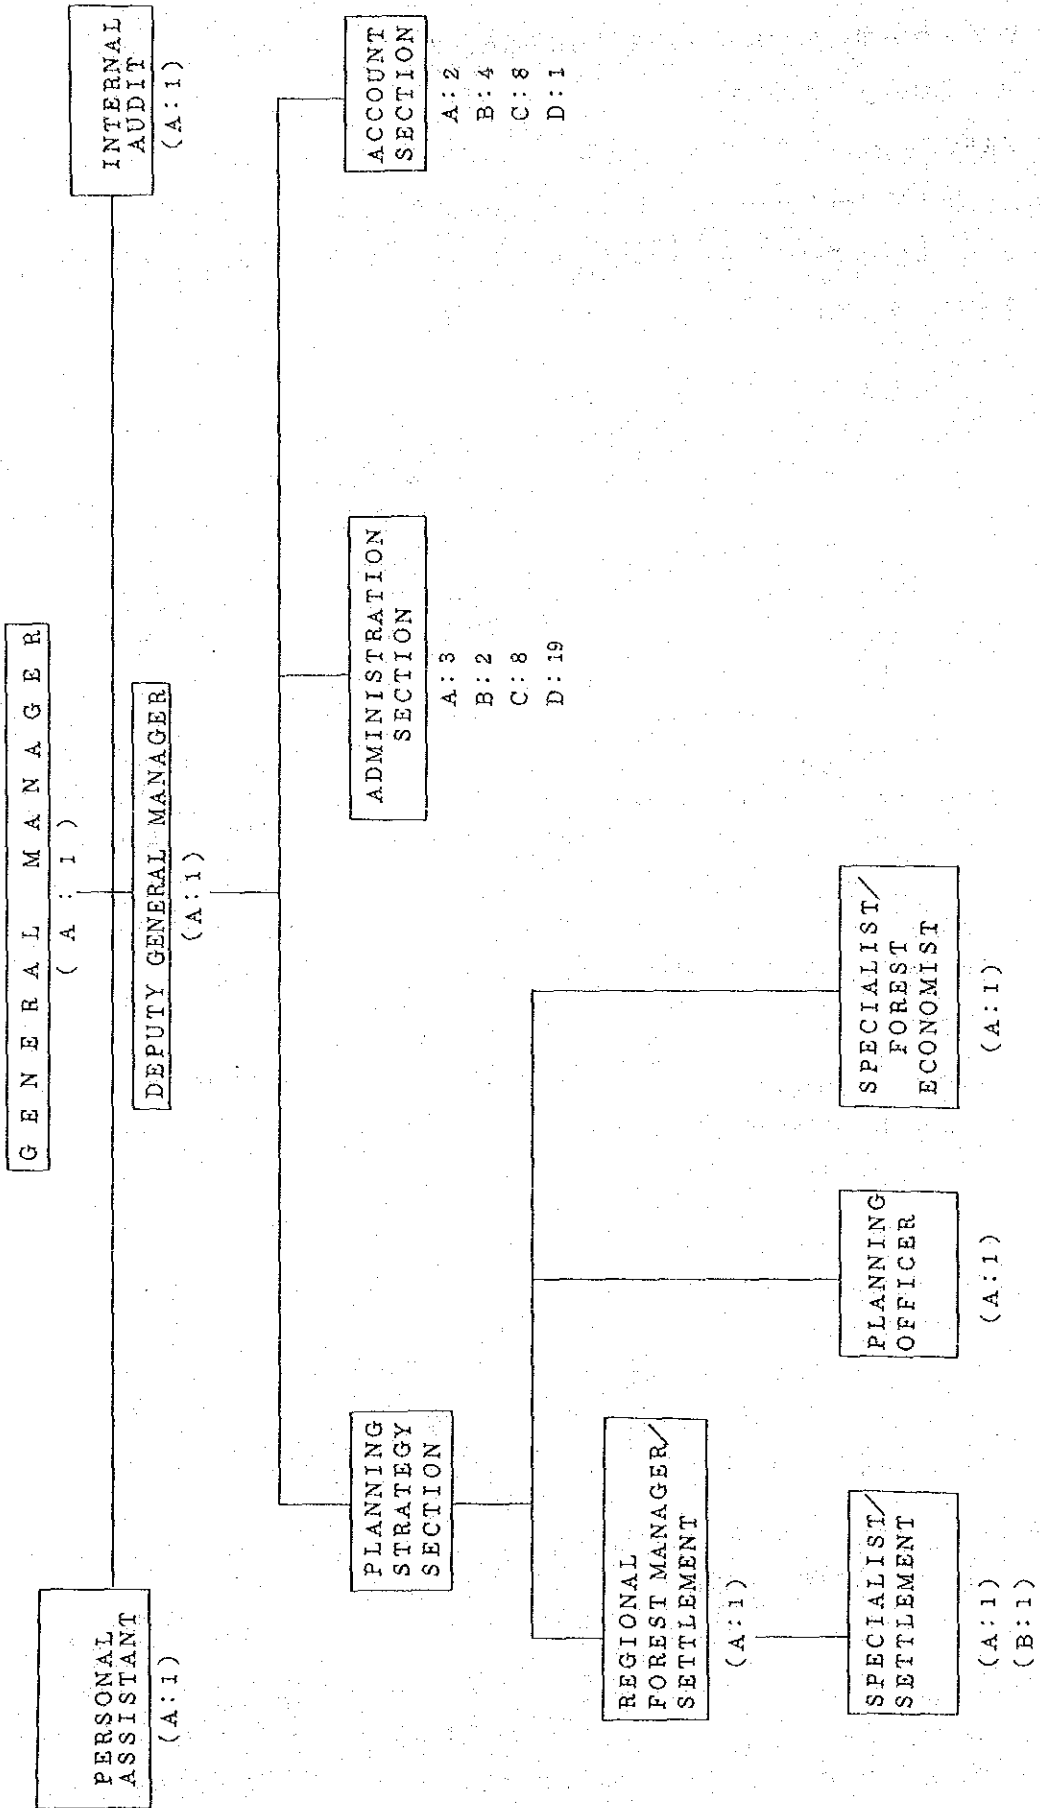 GENERAL MANAGER
( A : 1 )
PERSONAL
ASSISTANT
(A:1)
INTERNAL
AUDIT
(A:1)
DEPUTY GENERAL MANAGER
(A:1)
PLANNING
STRATEGY
SECTION
ADMINISTRATION
SECTION
A:3
B:2
C:8
D:19
ACCOUNT
SECTION
A:2
B:4
C:8
D:1
REGIONAL
FOREST MANAGER/
SETTLEMENT
(A:1)
SPECIALIST/
SETTLEMENT
(A:1)
(B:1)
PLANNING
OFFICER
(A:1)
SPECIALIST/
FOREST
ECONOMIST
(A:1)